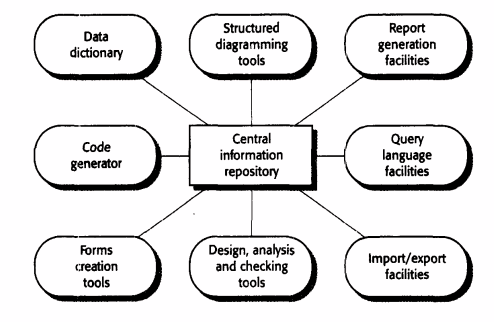 Data
dictionary
Structured
diagramming
tools
Report
generation
facilities
Code
generator
Central
information
repository
Query
language
facilities
Forms
creation
tools
Design, analysis
and checking
tools
Import/export
facilities